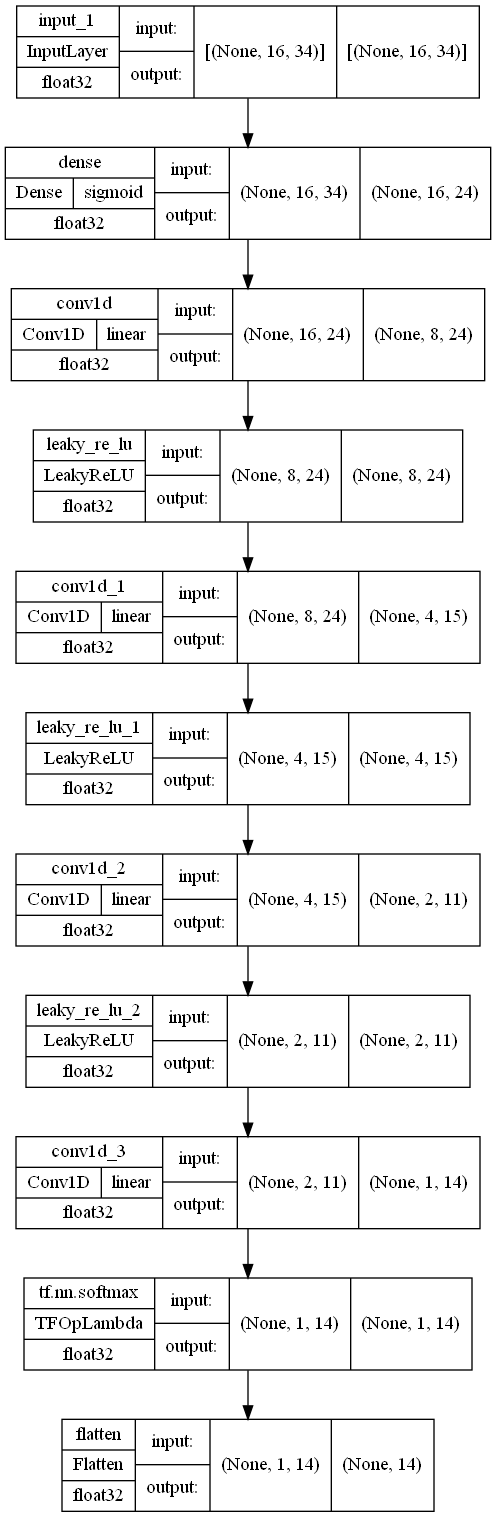 input_1
InputLayer
float32
input:
output:
[(None, 16, 34)]
[(None, 16, 34)]
dense
Dense
sigmoid
float32
input:
output:
(None, 16, 34)
(None, 16, 24)
conv1d
Conv1D
linear
float32
input:
output:
(None, 16, 24)
(None, 8, 24)
leaky_re_lu
LeakyReLU
float32
input:
output:
(None, 8, 24)
(None, 8, 24)
conv1d_1
Conv1D
linear
float32
input:
output:
(None, 8, 24)
(None, 4, 15)
leaky_re_lu_1
LeakyReLU
float32
input:
output:
(None, 4, 15)
(None, 4, 15)
conv1d_2
Conv1D
linear
float32
input:
output:
(None, 4, 15)
(None, 2, 11)
leaky_re_lu_2
LeakyReLU
float32
input:
output:
(None, 2, 11)
(None, 2, 11)
conv1d_3
Conv1D
linear
float32
input:
output:
(None, 2, 11)
(None, 1, 14)
tf.nn.softmax
TFOpLambda
float32
input:
output:
(None, 1, 14)
(None, 1, 14)
flatten
Flatten
float32
input:
output:
(None, 1, 14)
(None, 14)